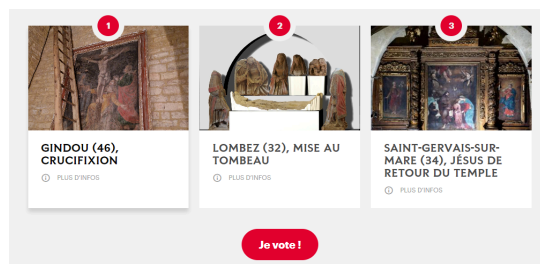 1
2
3
GINDOU (46),
CRUCIFIXION
PLUS D'INFOS
LOMBEZ (32), MISE AU
TOMBEAU
PLUS D'INFOS
SAINT-GERVAIS-SUR-
MARE (34), JÉSUS DE
RETOUR DU TEMPLE
PLUS D'INFOS
Je vote !